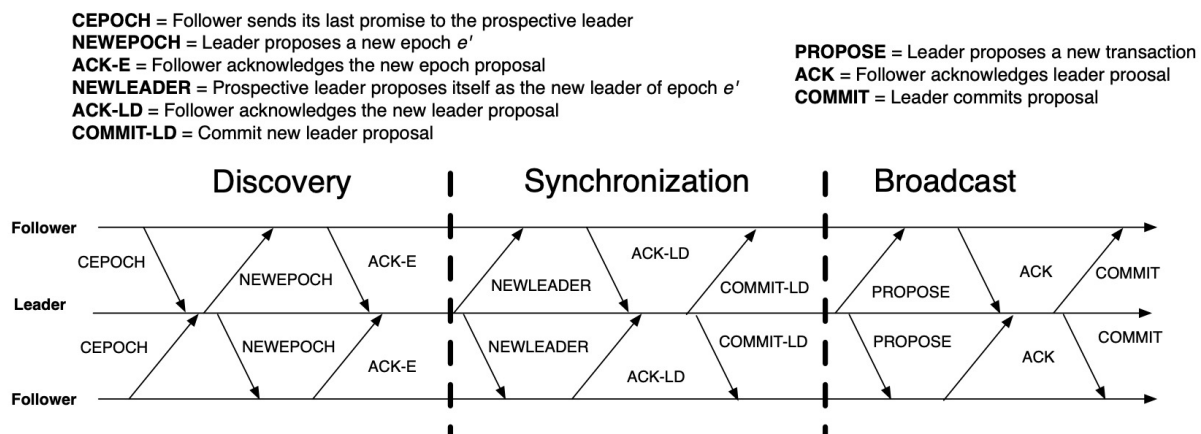 CEPOCH = Follower sends its last promise to the prospective leader
NEWEPOCH = Leader proposes a new epoch e'
ACK-E = Follower acknowledges the new epoch proposal
NEWLEADER = Prospective leader proposes itself as the new leader of epoch e'
ACK-LD = Follower acknowledges the new leader proposal
COMMIT-LD = Commit new leader proposal
PROPOSE = Leader proposes a new transaction
ACK = Follower acknowledges leader proosal
COMMIT = Leader commits proposal
Discovery
Synchronization
Broadcast
Follower
CEPOCH
NEWEPOCH
ACK-E
NEWLEADER
ACK-LD
COMMIT-LD
PROPOSE
ACK
COMMIT
Leader
CEPOCH
NEWEPOCH
ACK-E
NEWLEADER
ACK-LD
COMMIT-LD
PROPOSE
ACK
COMMIT
Follower